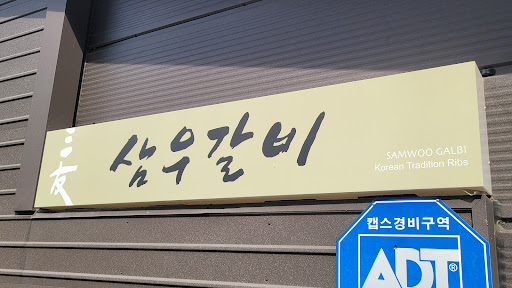 三友
삼우갈비
SAMWOO GALBI
Korean Tradition Ribs
캡스경비구역
ADT®